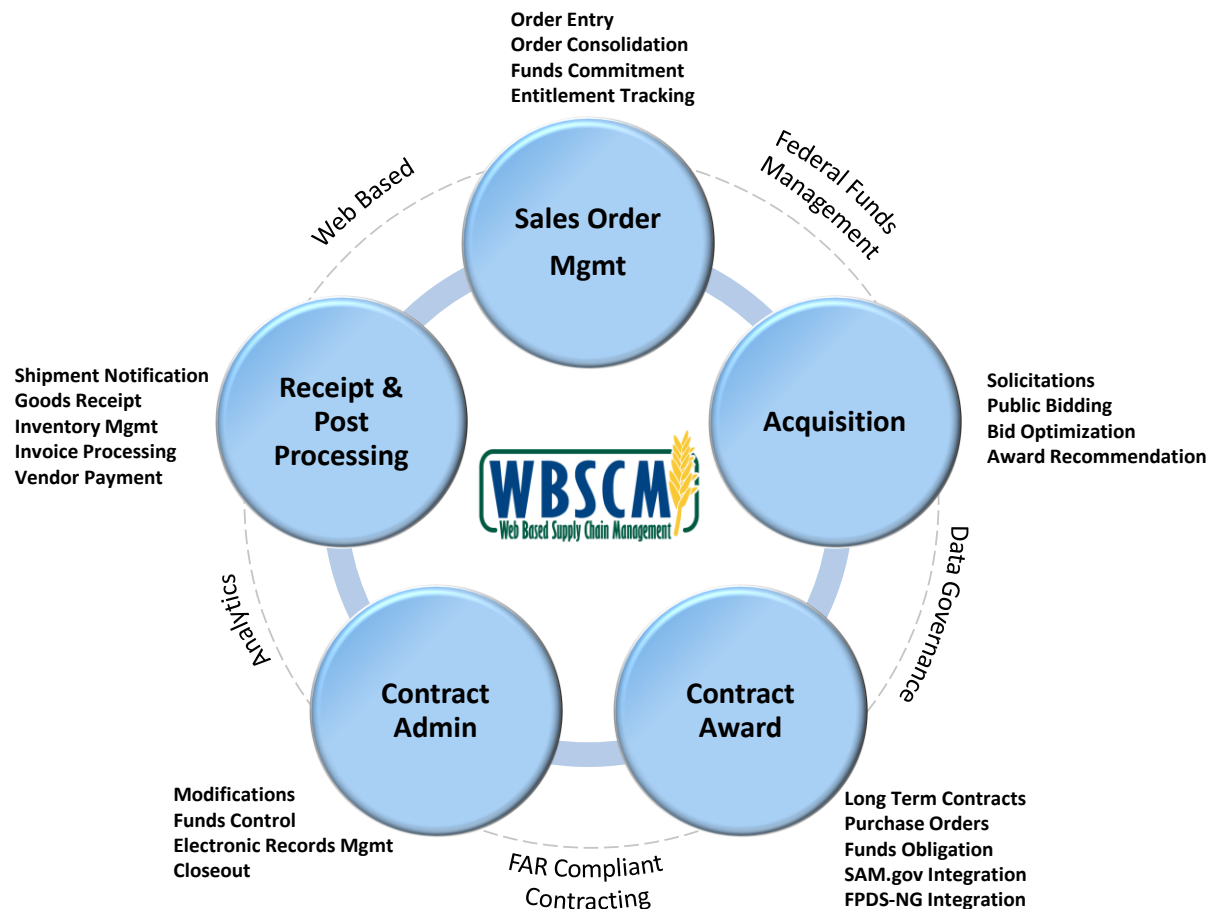 Order Entry
Order Consolidation
Funds Commitment
Entitlement Tracking
Web Based
Federal Funds
Management
Sales Order
Mgmt
Shipment Notification
Goods Receipt
Inventory Mgmt
Invoice Processing
Vendor Payment
Receipt &
Post
Processing
Acquisition
Solicitations
Public Bidding
Bid Optimization
Award Recommendation
WBSCM
Web Based Supply Chain Management
Analytics
Data Governance
Contract
Admin
Contract
Award
Modifications
Funds Control
Electronic Records Mgmt
Closeout
FAR Compliant
Contracting
Long Term Contracts
Purchase Orders
Funds Obligation
SAM.gov Integration
FPDS-NG Integration